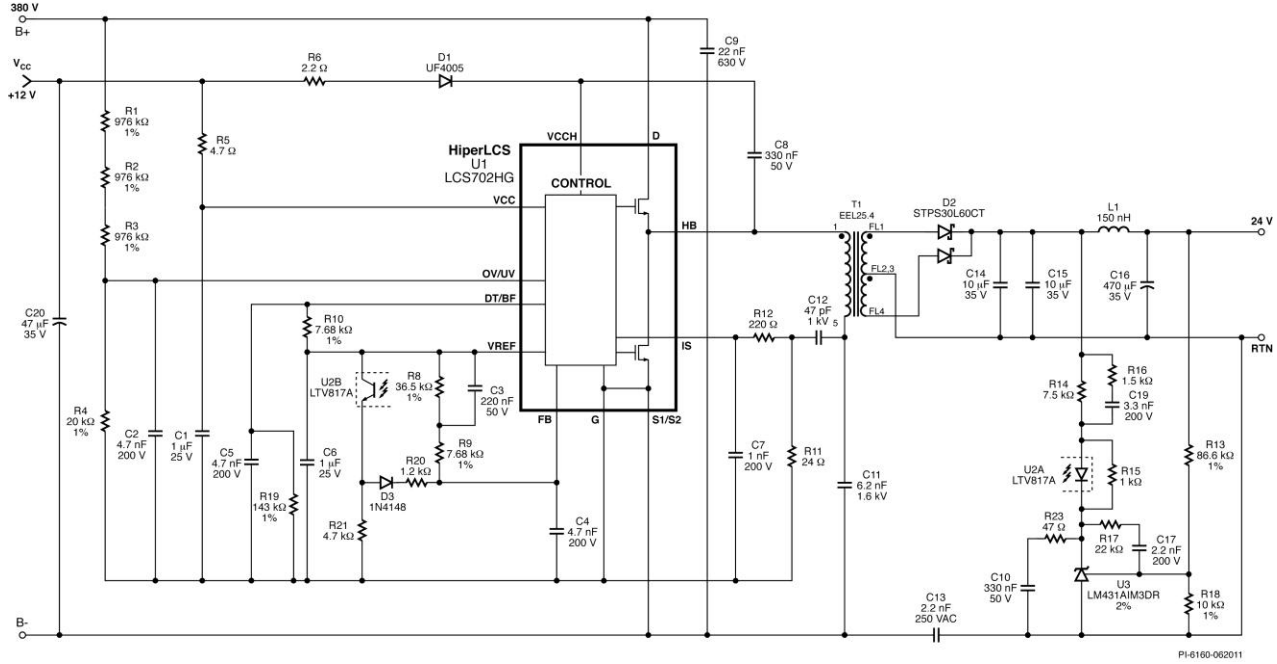 380 V
B+
VCC
+12 V
R6
2.2 Ω
D1
UF4005
C9
22 nF
630 V
R1
976 kΩ
1%
R5
4.7 Ω
R2
976 kΩ
1%
R3
976 kΩ
1%
HiperLCS
U1
LCS702HG
VCCH
D
CONTROL
VCC
HB
OV/UV
DT/BF
VREF
IS
FB
G
S1/S2
C8
330 nF
50 V
T1
EEL25.4
1
FL1
FL2,3
FL4
5
D2
STPS30L60CT
L1
150 nH
24 V
C14
10 µF
35 V
C15
10 µF
35 V
C16
470 µF
35 V
RTN
C20
47 µF
35 V
R10
7.68 kΩ
1%
U2B
LTV817A
R8
36.5 kΩ
1%
C3
220 nF
50 V
R12
220 Ω
C12
47 pF
1 kV
R4
20 kΩ
1%
C2
4.7 nF
200 V
C1
1 µF
25 V
C5
4.7 nF
200 V
R19
143 kΩ
1%
C6
1 µF
25 V
R9
7.68 kΩ
1%
R20
1.2 kΩ
D3
1N4148
R21
4.7 kΩ
C4
4.7 nF
200 V
C7
1 nF
200 V
R11
24 Ω
C11
6.2 nF
1.6 kV
R14
7.5 kΩ
R16
1.5 kΩ
C19
3.3 nF
200 V
R13
86.6 kΩ
1%
U2A
LTV817A
R15
1 kΩ
R23
47 Ω
R17
22 kΩ
C17
2.2 nF
200 V
C10
330 nF
50 V
U3
LM431AIM3DR
2%
R18
10 kΩ
1%
B-
C13
2.2 nF
250 VAC
PI-6160-062011